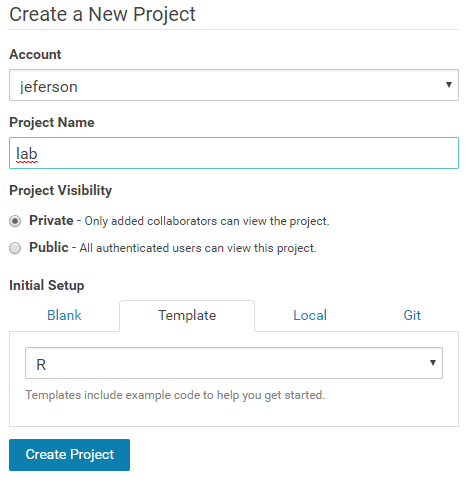 Create a New Project
Account
jeferson
Project Name
lab
Project Visibility
Private - Only added collaborators can view the project.
Public - All authenticated users can view this project.
Initial Setup
Blank Template Local Git
R
Templates include example code to help you get started.
Create Project